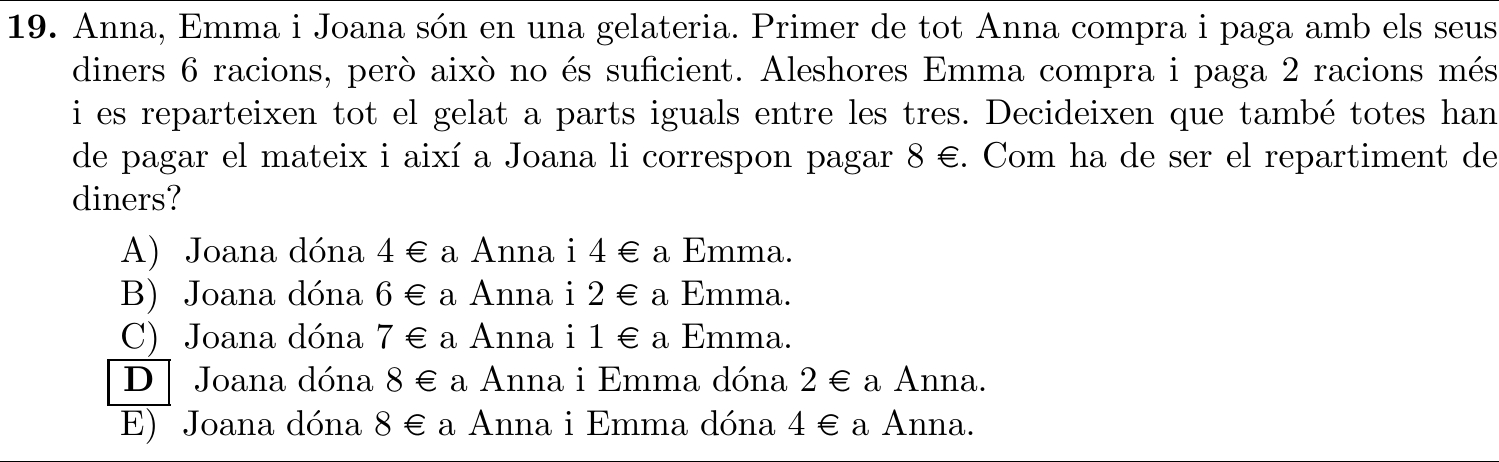 19. Anna, Emma i Joana són en una gelateria. Primer de tot Anna compra i paga amb els seus
diners 6 racions, però això no és suficient. Aleshores Emma compra i paga 2 racions més
i es reparteixen tot el gelat a parts iguals entre les tres. Decideixen que també totes han
de pagar el mateix i així a Joana li correspon pagar 8 €. Com ha de ser el repartiment de
diners?
A) Joana dóna 4 € a Anna i 4 € a Emma.
B) Joana dóna 6 € a Anna i 2 € a Emma.
C) Joana dóna 7 € a Anna i 1 € a Emma.
D Joana dóna 8 € a Anna i Emma dóna 2 € a Anna.
E) Joana dóna 8 € a Anna i Emma dóna 4 € a Anna.